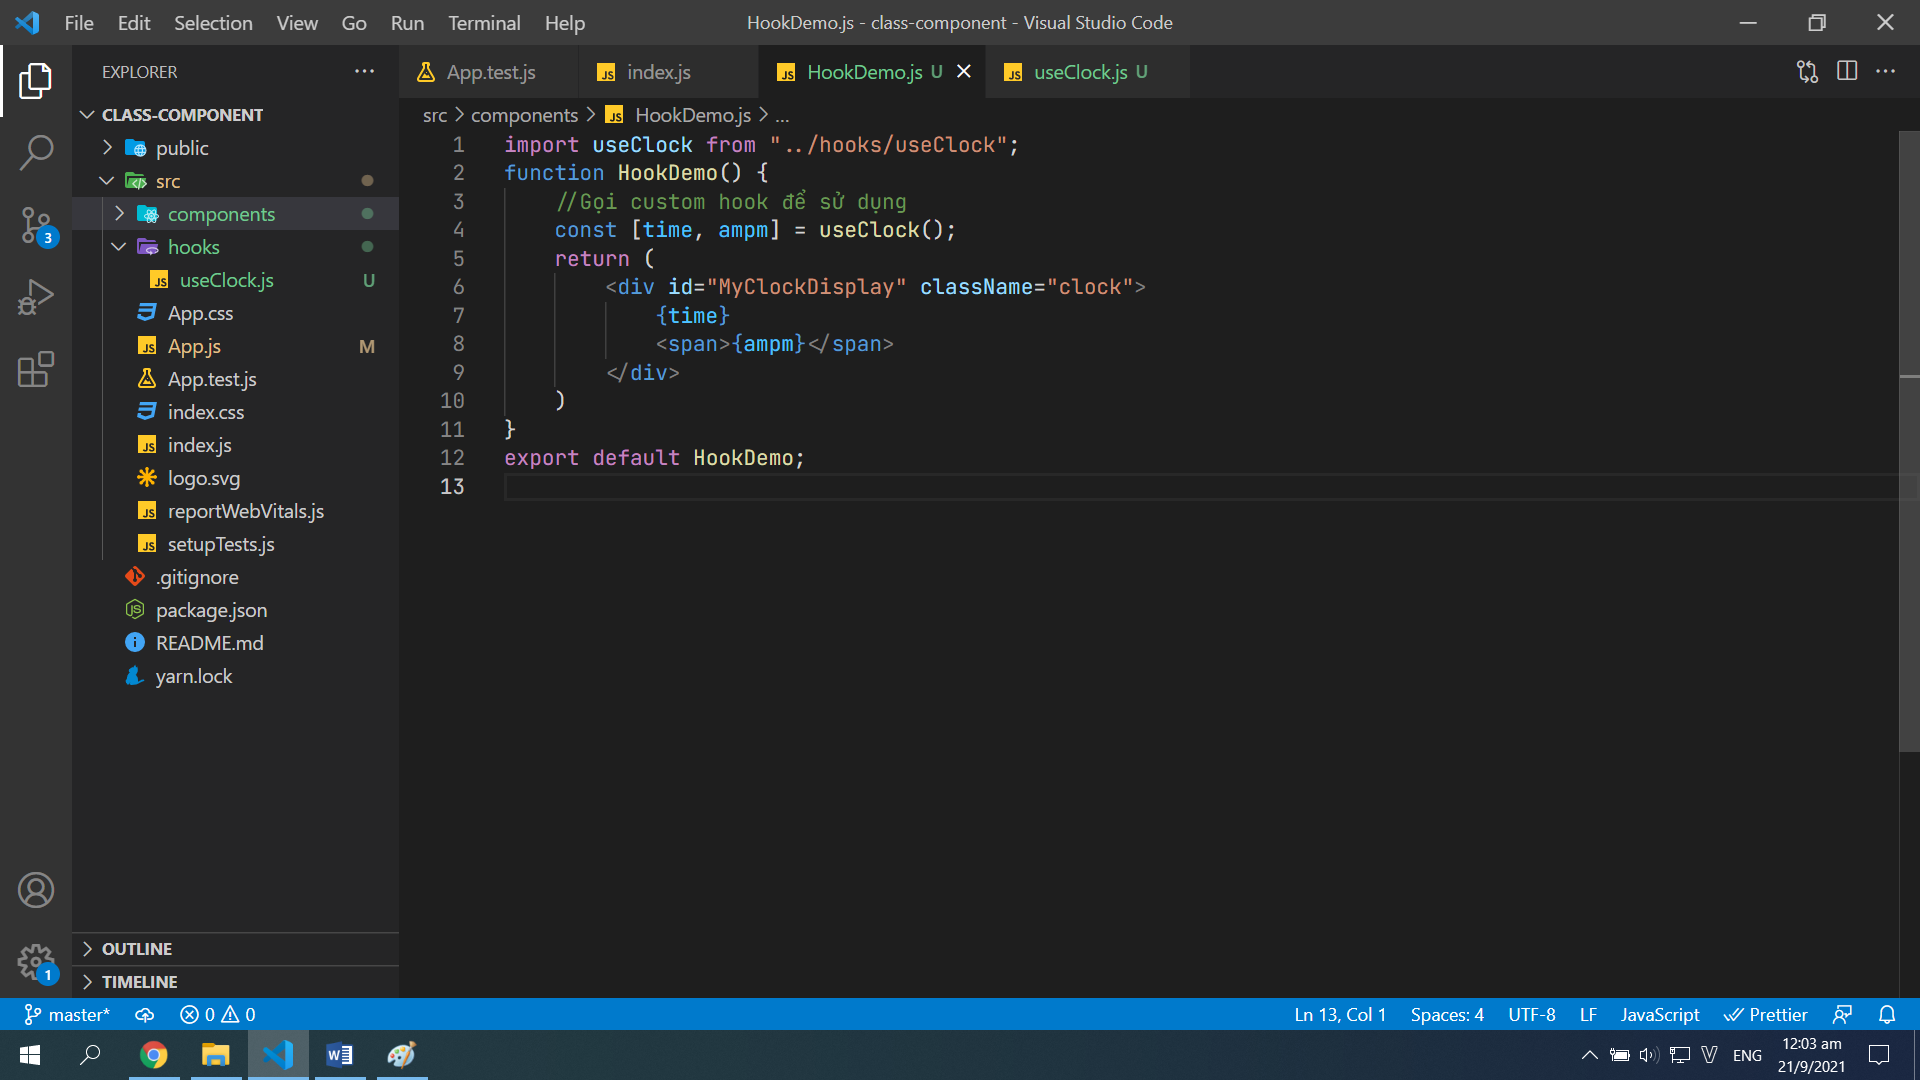 File Edit Selection View Go Run Terminal Help
HookDemo.js - class-component - Visual Studio Code
EXPLORER
CLASS-COMPONENT
public
src
components
hooks
useClock.js U
App.css
App.js M
App.test.js
index.css
index.js
logo.svg
reportWebVitals.js
setupTests.js
.gitignore
package.json
README.md
yarn.lock
OUTLINE
TIMELINE
3
1
App.test.js index.js HookDemo.js U useClock.js U
src > components > JS HookDemo.js > ...
1 import useClock from "../hooks/useClock";
2 function HookDemo() {
3 //Gọi custom hook để sử dụng
4 const [time, ampm] = useClock();
5 return (
6 <div id="MyClockDisplay" className="clock">
7 {time}
8 <span>{ampm}</span>
9 </div>
10 )
11 }
12 export default HookDemo;
13
master* 0 0 Ln 13, Col 1 Spaces: 4 UTF-8 LF JavaScript Prettier
ENG
12:03 am
21/9/2021